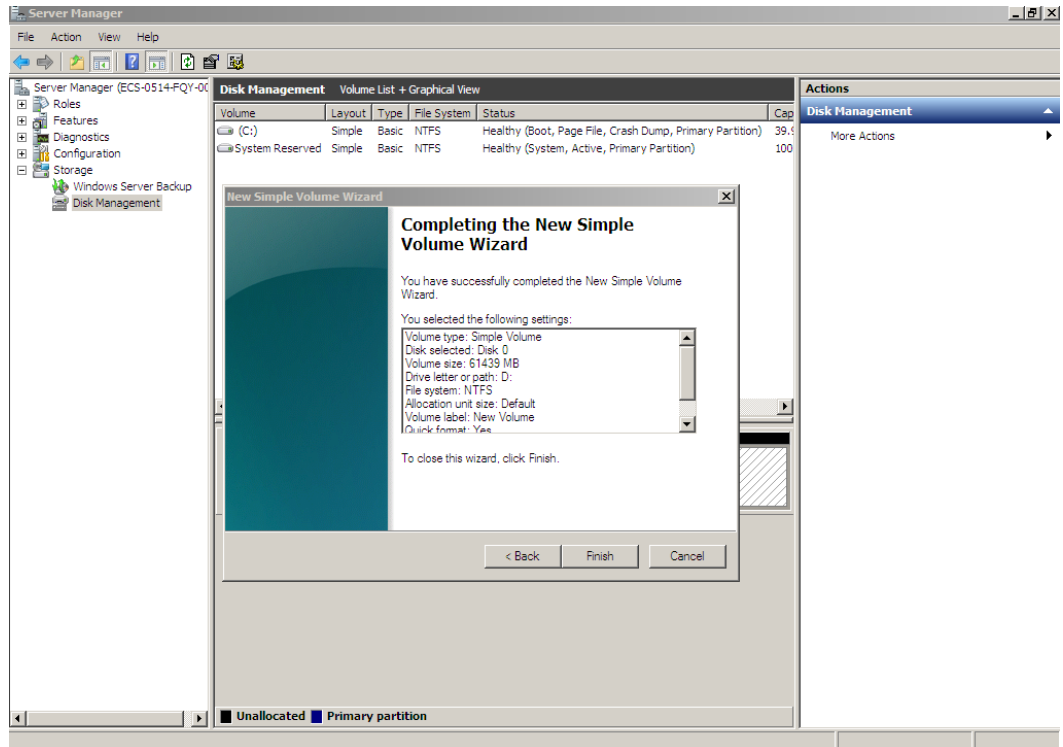 Server Manager
File Action View Help
Server Manager (ECS-0514-FQY-00
Roles
Features
Diagnostics
Configuration
Storage
Windows Server Backup
Disk Management
Disk Management Volume List + Graphical View
Volume Layout Type File System Status Cap
(C:) Simple Basic NTFS Healthy (Boot, Page File, Crash Dump, Primary Partition) 39.9
System Reserved Simple Basic NTFS Healthy (System, Active, Primary Partition) 100
New Simple Volume Wizard
Completing the New Simple
Volume Wizard
You have successfully completed the New Simple Volume
Wizard.
You selected the following settings:
Volume type: Simple Volume
Disk selected: Disk 0
Volume size: 61439 MB
Drive letter or path: D:
File system: NTFS
Allocation unit size: Default
Volume label: New Volume
Quick format: Yes
To close this wizard, click Finish.
< Back Finish Cancel
Unallocated Primary partition
Actions
Disk Management
More Actions